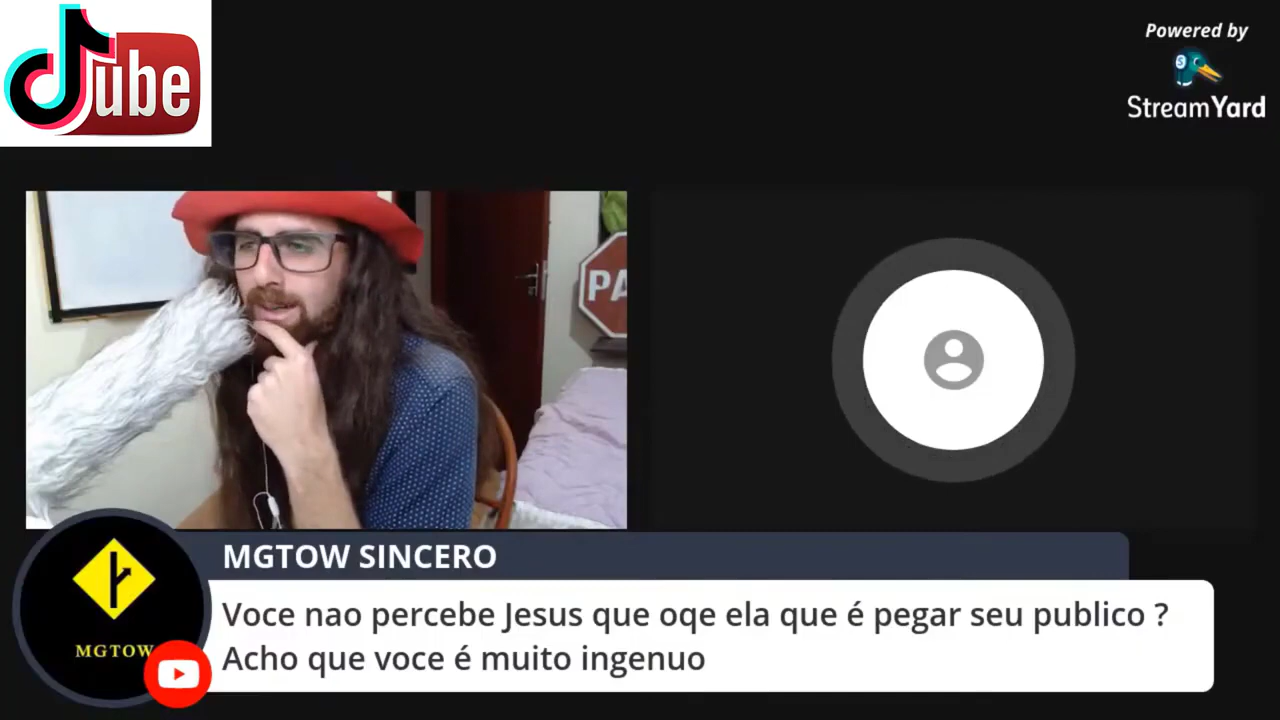 Tube
Powered by
StreamYard
PA
MGTOW SINCERO
Voce nao percebe Jesus que oqe ela que é pegar seu publico ?
Acho que voce é muito ingenuo
MGTOW